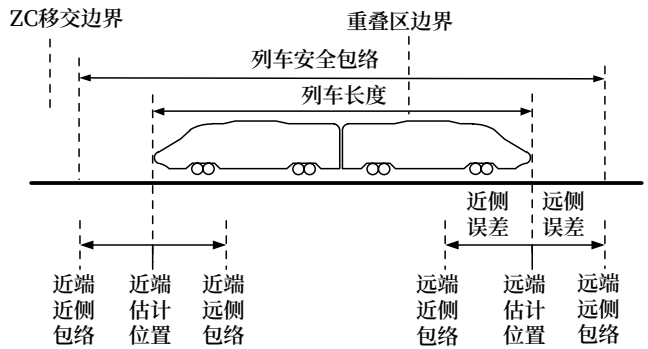 ZC移交边界
重叠区边界
列车安全包络
列车长度
近侧
误差
远侧
误差
近端
近侧
包络
近端
估计
位置
近端
远侧
包络
远端
近侧
包络
远端
估计
位置
远端
远侧
包络